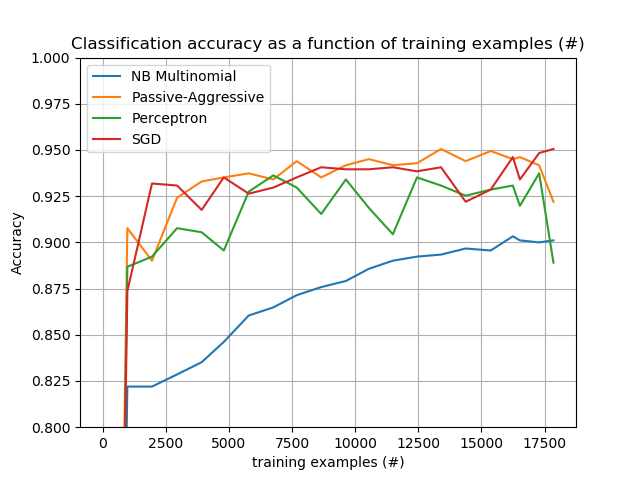 Classification accuracy as a function of training examples (#)
1.000
0.975
0.950
0.925
0.900
0.875
0.850
0.825
0.800
Accuracy
NB Multinomial
Passive-Aggressive
Perceptron
SGD
0
2500
5000
7500
10000
12500
15000
17500
training examples (#)